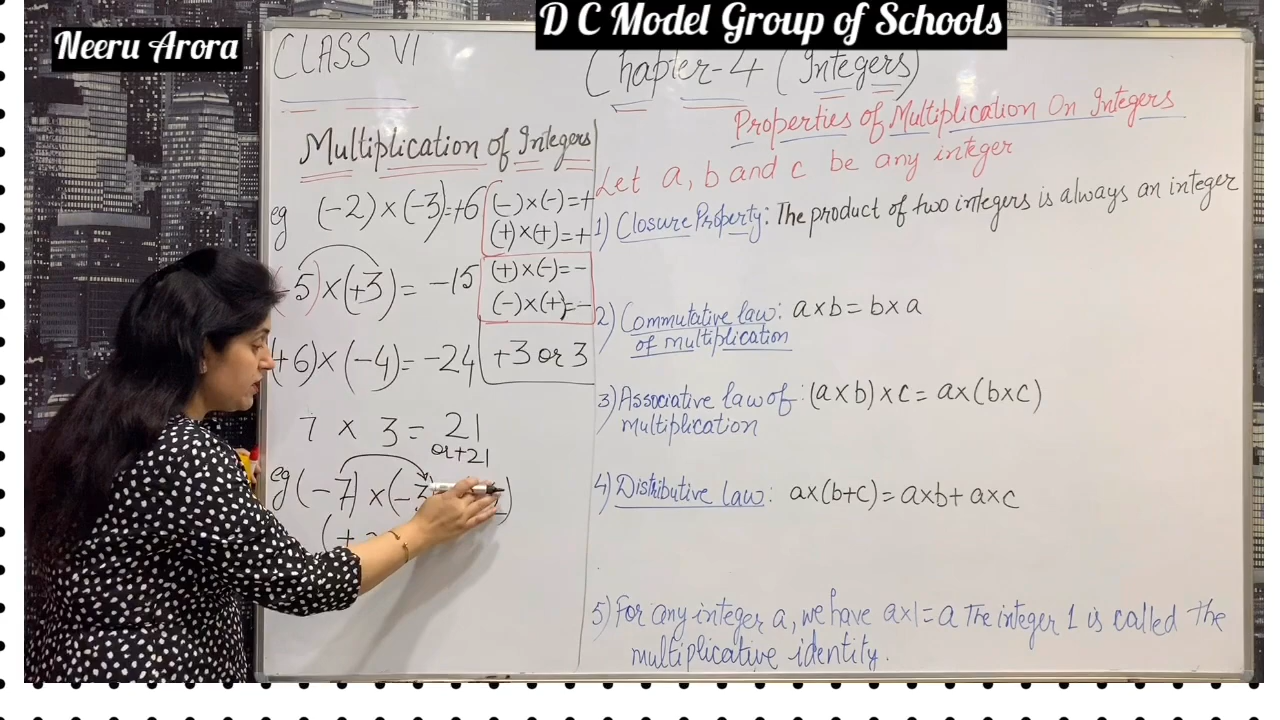 Neeru Arora
D C Model Group of Schools
CLASS VI
Chapter-4 (Integers)
Multiplication of Integers
eg (-2)×(-3)=+6
(-)×(-)=+
(+)×(+)=+
5)×(+3)= -15
(+)×(-)=-
(-)×(+)=-
+6)×(-4)= -24
+3 or 3
7 × 3 = 21
or +21
eg (-7)×(-3
(+
Properties of Multiplication On Integers
Let a, b and c be any integer
1) Closure Property: The product of two integers is always an integer
2) Commutative law: a×b = b×a
of multiplication
3) Associative law of: (a×b)×c = a×(b×c)
multiplication
4) Distributive law: a×(b+c)= a×b+ a×c
5) For any integer a, we have a×1=a The integer 1 is called the
multiplicative identity.